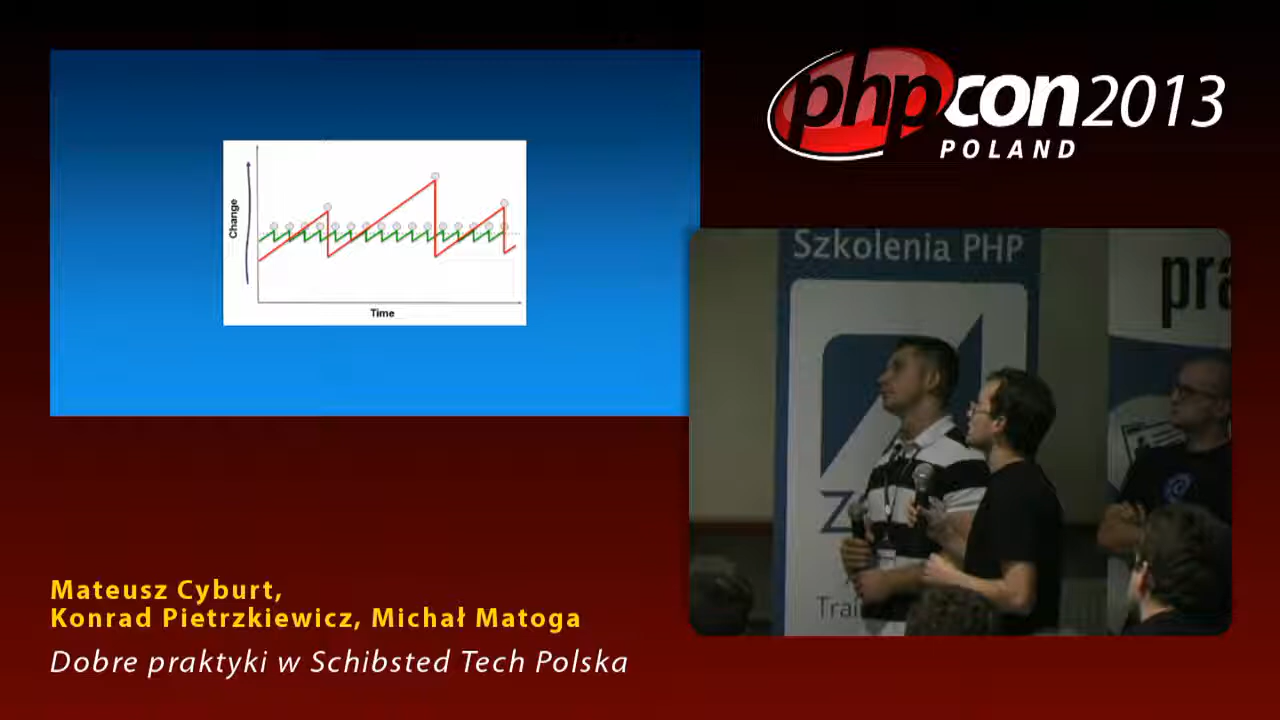 phpcon2013
POLAND
Change
Time
Szkolenia PHP
Mateusz Cyburt,
Konrad Pietrzkiewicz, Michał Matoga
Dobre praktyki w Schibsted Tech Polska